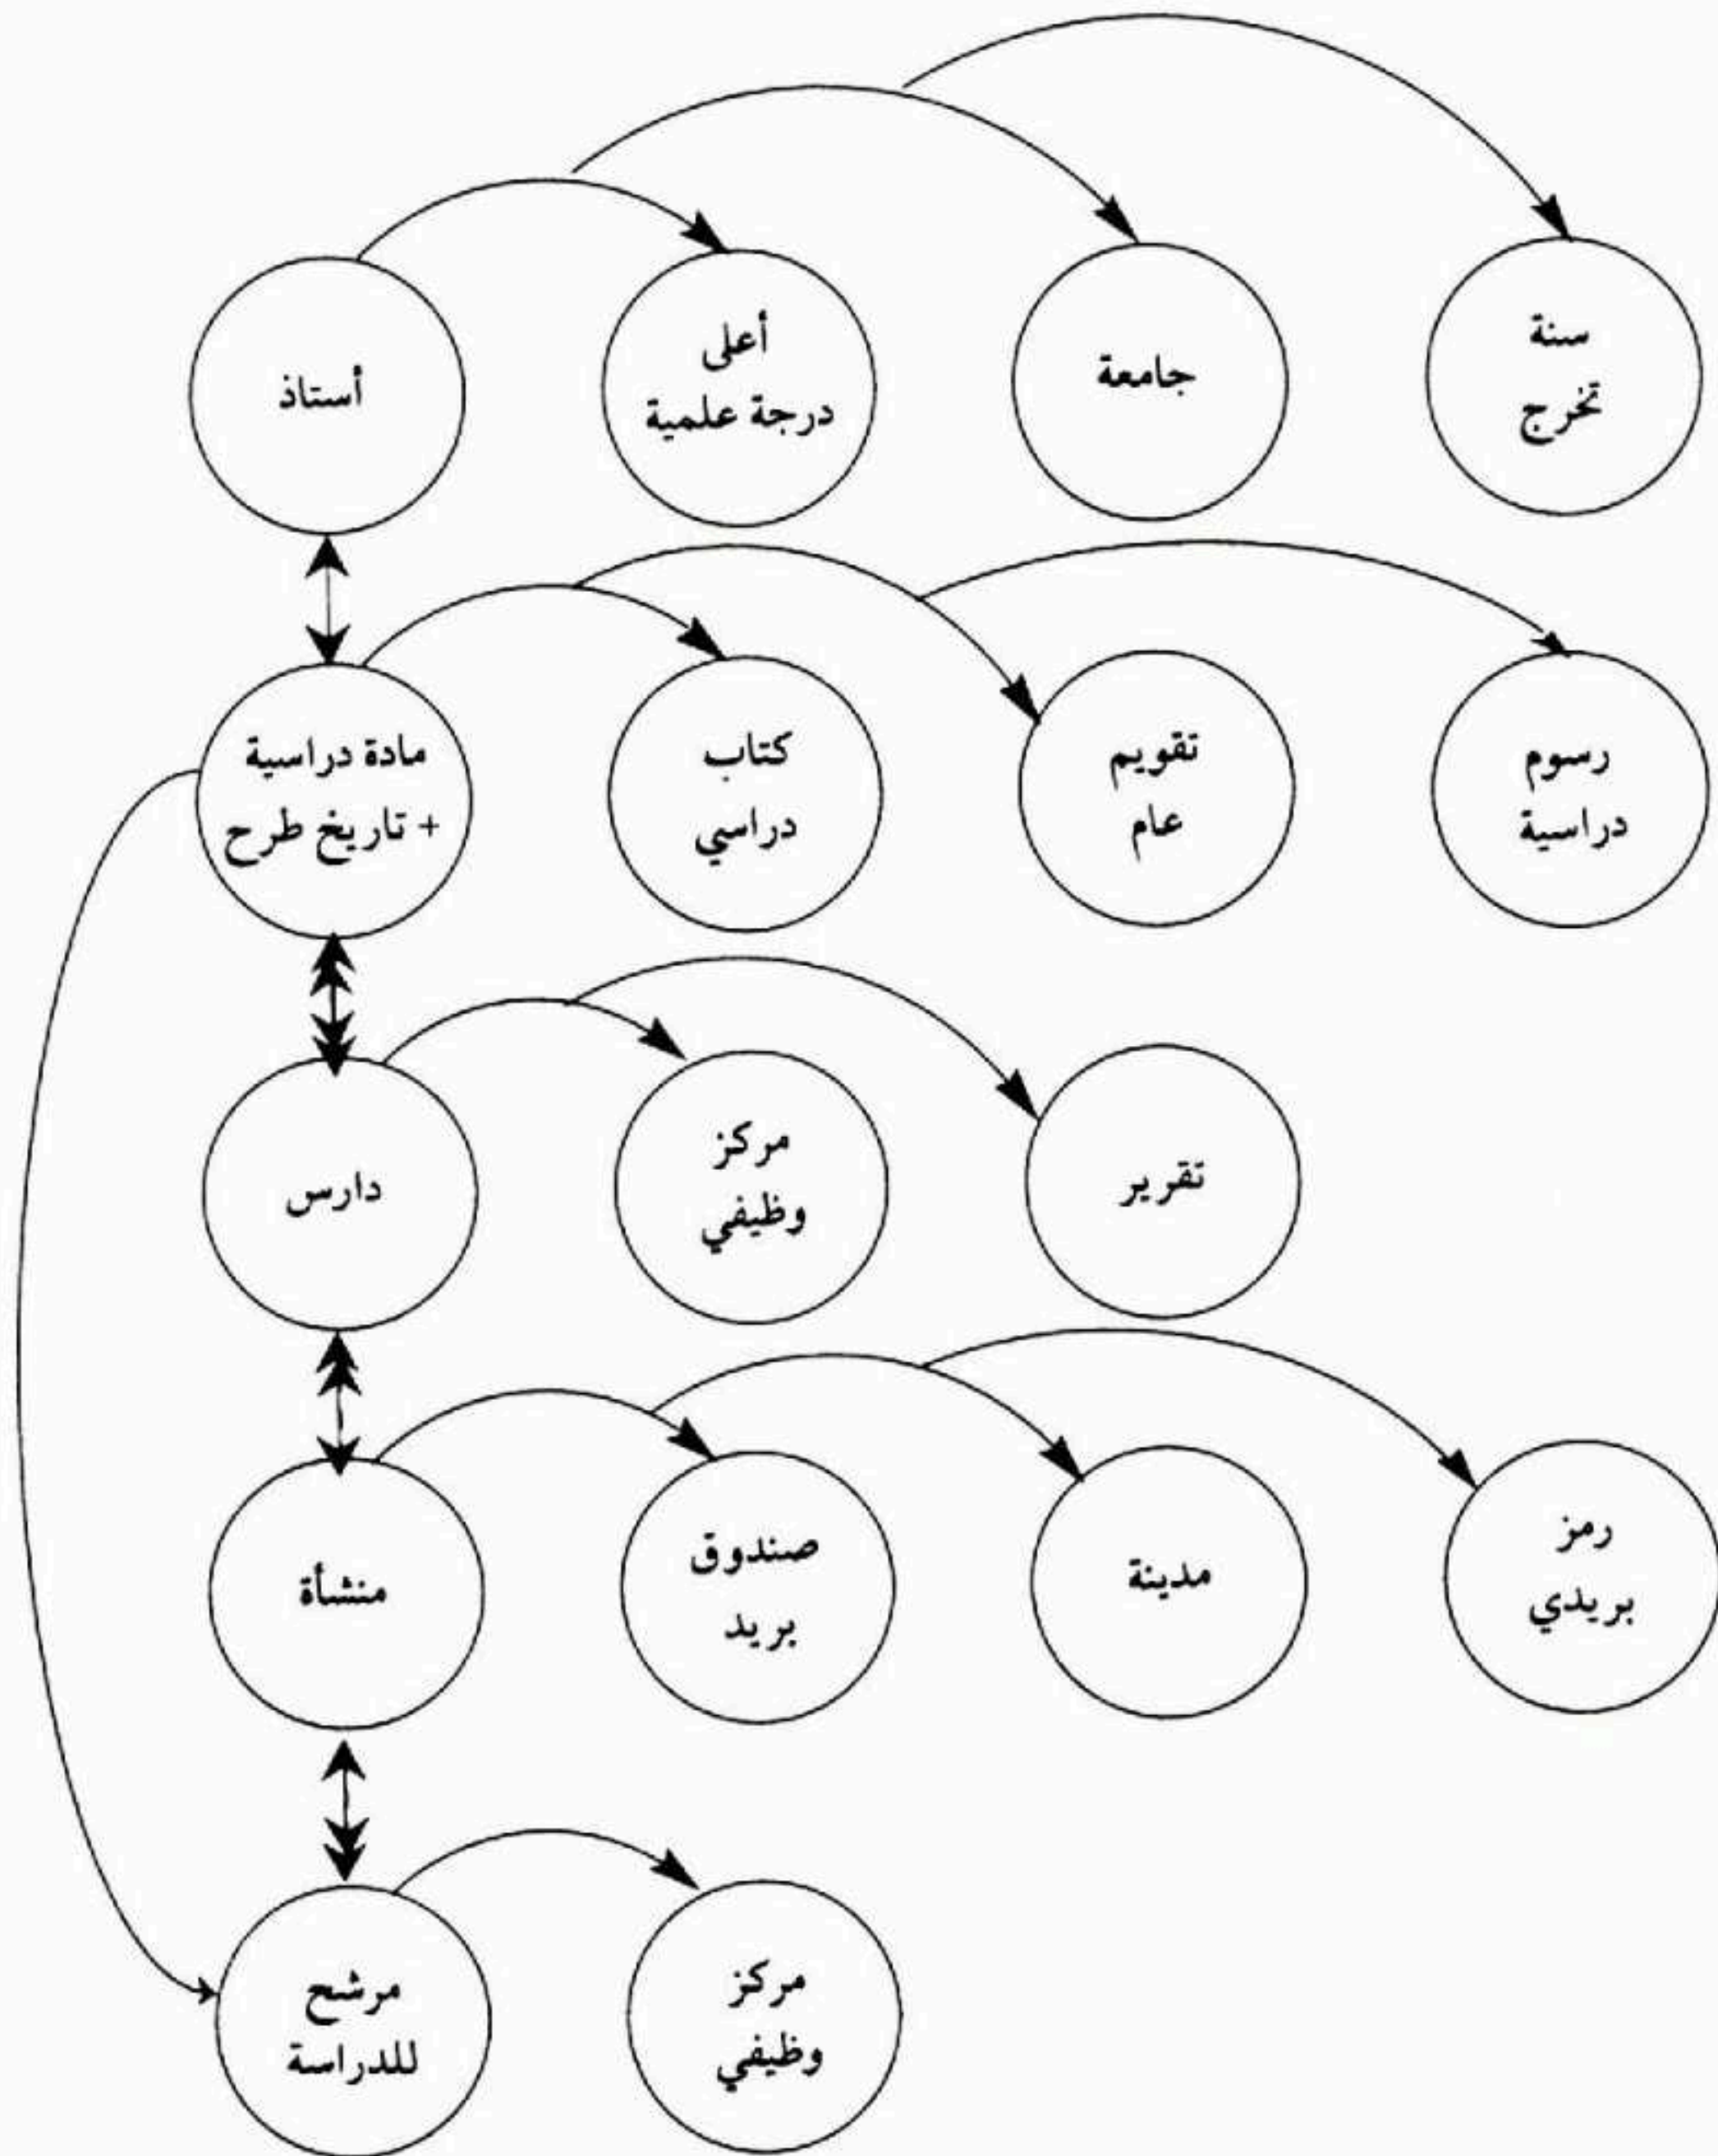 أستاذ
أعلى
درجة علمية
جامعة
سنة
تخرج
مادة دراسية
+ تاريخ طرح
كتاب
دراسي
تقويم
عام
رسوم
دراسية
دارس
مركز
وظيفي
تقرير
منشأة
صندوق
بريد
مدينة
رمز
بريدي
مرشح
للدراسة
مركز
وظيفي